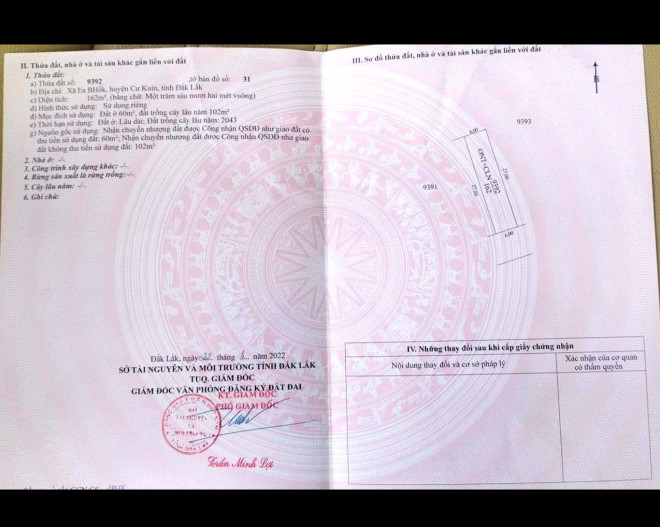 II. Thửa đất, nhà ở và tài sản khác gắn liền với đất
1. Thửa đất:
a) Thửa đất số: 9392 , tờ bản đồ số: 31
b) Địa chỉ: Xã Ea BHốk, huyện Cư Kuin, tỉnh Đắk Lắk
c) Diện tích: 162m², (bằng chữ: Một trăm sáu mươi hai mét vuông)
d) Hình thức sử dụng: Sử dụng riêng
đ) Mục đích sử dụng: Đất ở 60m², đất trồng cây lâu năm 102m²
e) Thời hạn sử dụng: Đất ở: Lâu dài; Đất trồng cây lâu năm: 2043
g) Nguồn gốc sử dụng: Nhận chuyển nhượng đất được Công nhận QSDĐ như giao đất có
thu tiền sử dụng đất: 60m²; Nhận chuyển nhượng đất được Công nhận QSDĐ như giao
đất không thu tiền sử dụng đất: 102m²
2. Nhà ở: -/-
3. Công trình xây dựng khác: -/-
4. Rừng sản xuất là rừng trồng: -/-
5. Cây lâu năm: -/-
6. Ghi chú:
Đắk Lắk, ngày 22 tháng năm 2022
SỞ TÀI NGUYÊN VÀ MÔI TRƯỜNG TỈNH ĐẮK LẮK
TUQ. GIÁM ĐỐC
GIÁM ĐỐC VĂN PHÒNG ĐĂNG KÝ ĐẤT ĐAI
KT. GIÁM ĐỐC
PHÓ GIÁM ĐỐC
Trần Minh Lợi
III. Sơ đồ thửa đất, nhà ở và tài sản khác gắn liền với đất
B
9393
6.00
27.00
ONT+CLN 9392
162
9391
27.00
6.00
IV. Những thay đổi sau khi cấp giấy chứng nhận
Nội dung thay đổi và cơ sở pháp lý
Xác nhận của cơ quan
có thẩm quyền